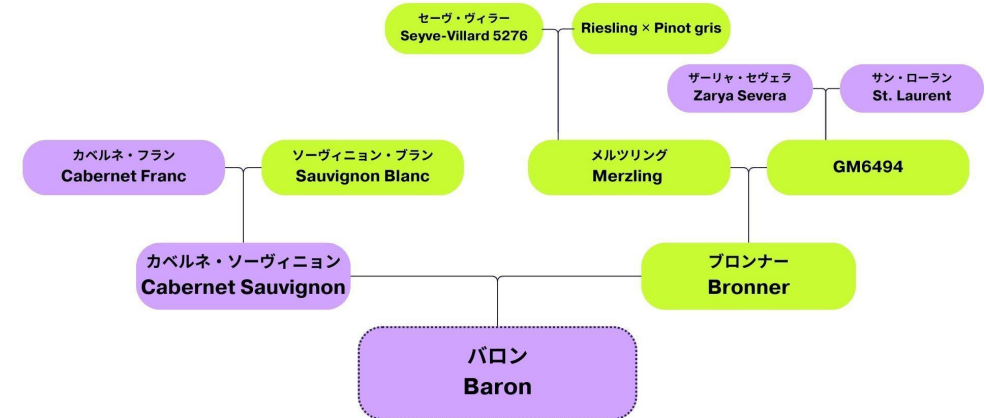 セーヴ・ヴィラー
Seyve-Villard 5276
Riesling × Pinot gris
ザーリャ・セヴェラ
Zarya Severa
サン・ローラン
St. Laurent
カベルネ・フラン
Cabernet Franc
ソーヴィニョン・ブラン
Sauvignon Blanc
メルツリング
Merzling
GM6494
カベルネ・ソーヴィニョン
Cabernet Sauvignon
ブロンナー
Bronner
バロン
Baron